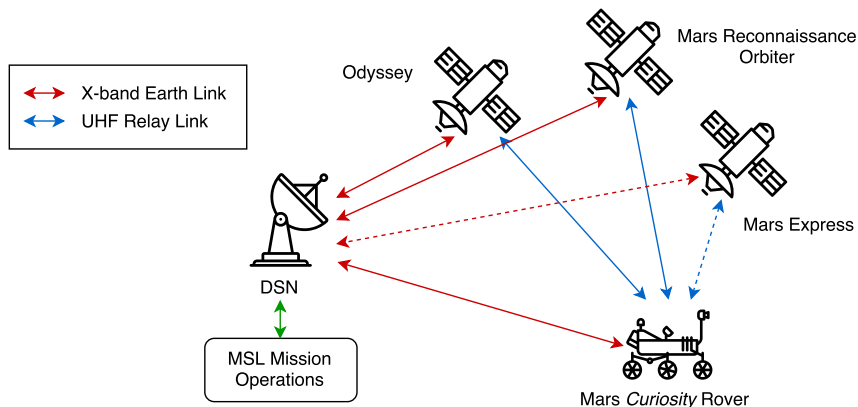 Mars Reconnaissance
Orbiter
Odyssey
X-band Earth Link
UHF Relay Link
Mars Express
DSN
MSL Mission
Operations
Mars Curiosity Rover